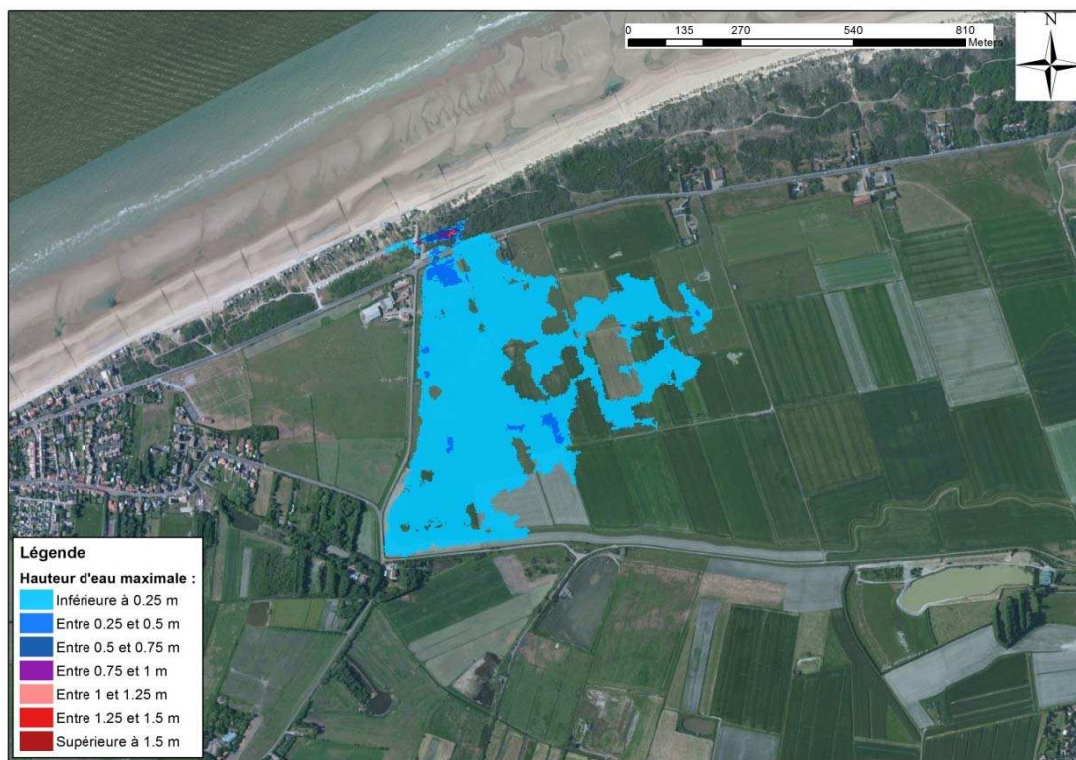 0 135 270 540 810
Meters
N
Légende
Hauteur d'eau maximale :
Inférieure à 0.25 m
Entre 0.25 et 0.5 m
Entre 0.5 et 0.75 m
Entre 0.75 et 1 m
Entre 1 et 1.25 m
Entre 1.25 et 1.5 m
Supérieure à 1.5 m